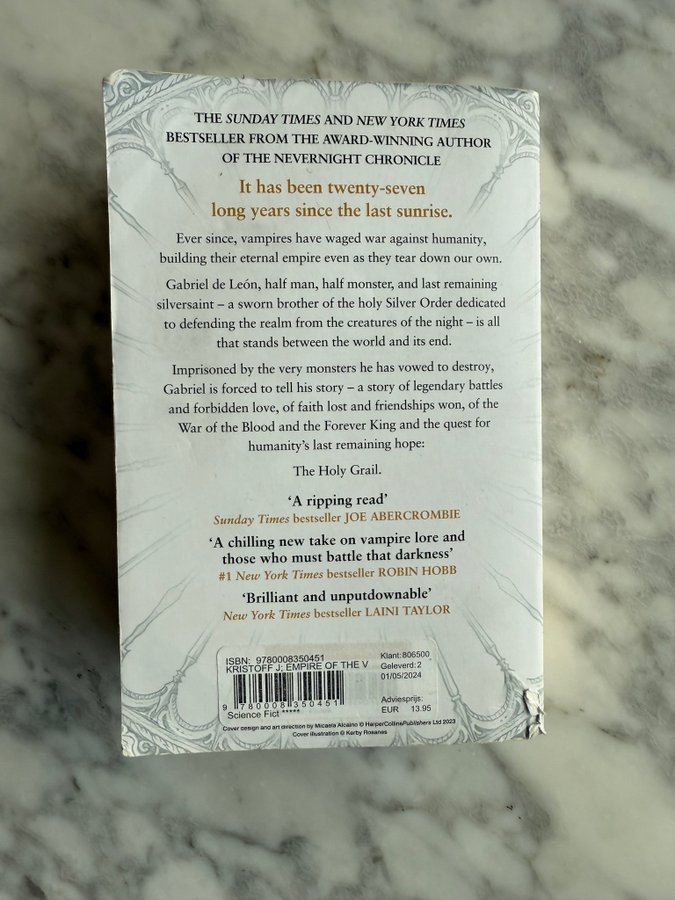 THE SUNDAY TIMES AND NEW YORK TIMES
BESTSELLER FROM THE AWARD-WINNING AUTHOR
OF THE NEVERNIGHT CHRONICLE
It has been twenty-seven
long years since the last sunrise.
Ever since, vampires have waged war against humanity,
building their eternal empire even as they tear down our own.
Gabriel de León, half man, half monster, and last remaining
silversaint – a sworn brother of the holy Silver Order dedicated
to defending the realm from the creatures of the night – is all
that stands between the world and its end.
Imprisoned by the very monsters he has vowed to destroy,
Gabriel is forced to tell his story – a story of legendary battles
and forbidden love, of faith lost and friendships won, of the
War of the Blood and the Forever King and the quest for
humanity's last remaining hope:
The Holy Grail.
‘A ripping read’
Sunday Times bestseller JOE ABERCROMBIE
‘A chilling new take on vampire lore and
those who must battle that darkness’
#1 New York Times bestseller ROBIN HOBB
‘Brilliant and unputdownable’
New York Times bestseller LAINI TAYLOR
ISBN: 9780008350451
KRISTOFF J; EMPIRE OF THE V
9 780008 350451
Science Fict *****
Klant: 806500
Geleverd: 2
01/05/2024
Adviesprijs:
EUR 13.95
Cover design and art direction by Micaela Alcaino © HarperCollinsPublishers Ltd 2023
Cover illustration © Kerby Rosanes